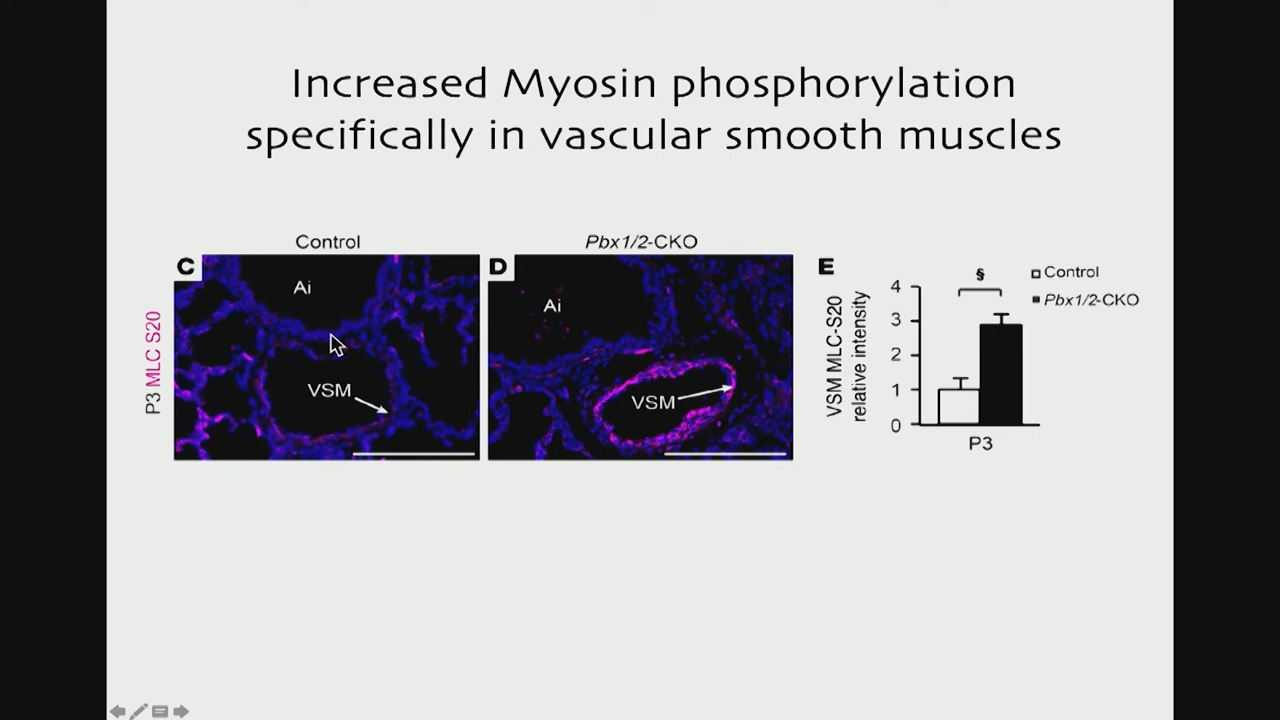 Increased Myosin phosphorylation
specifically in vascular smooth muscles
Control
Pbx1/2-CKO
C
D
E
P3 MLC S20
Ai
VSM
Ai
VSM
VSM MLC-S20
relative intensity
4
3
2
1
0
§
Control
Pbx1/2-CKO
P3